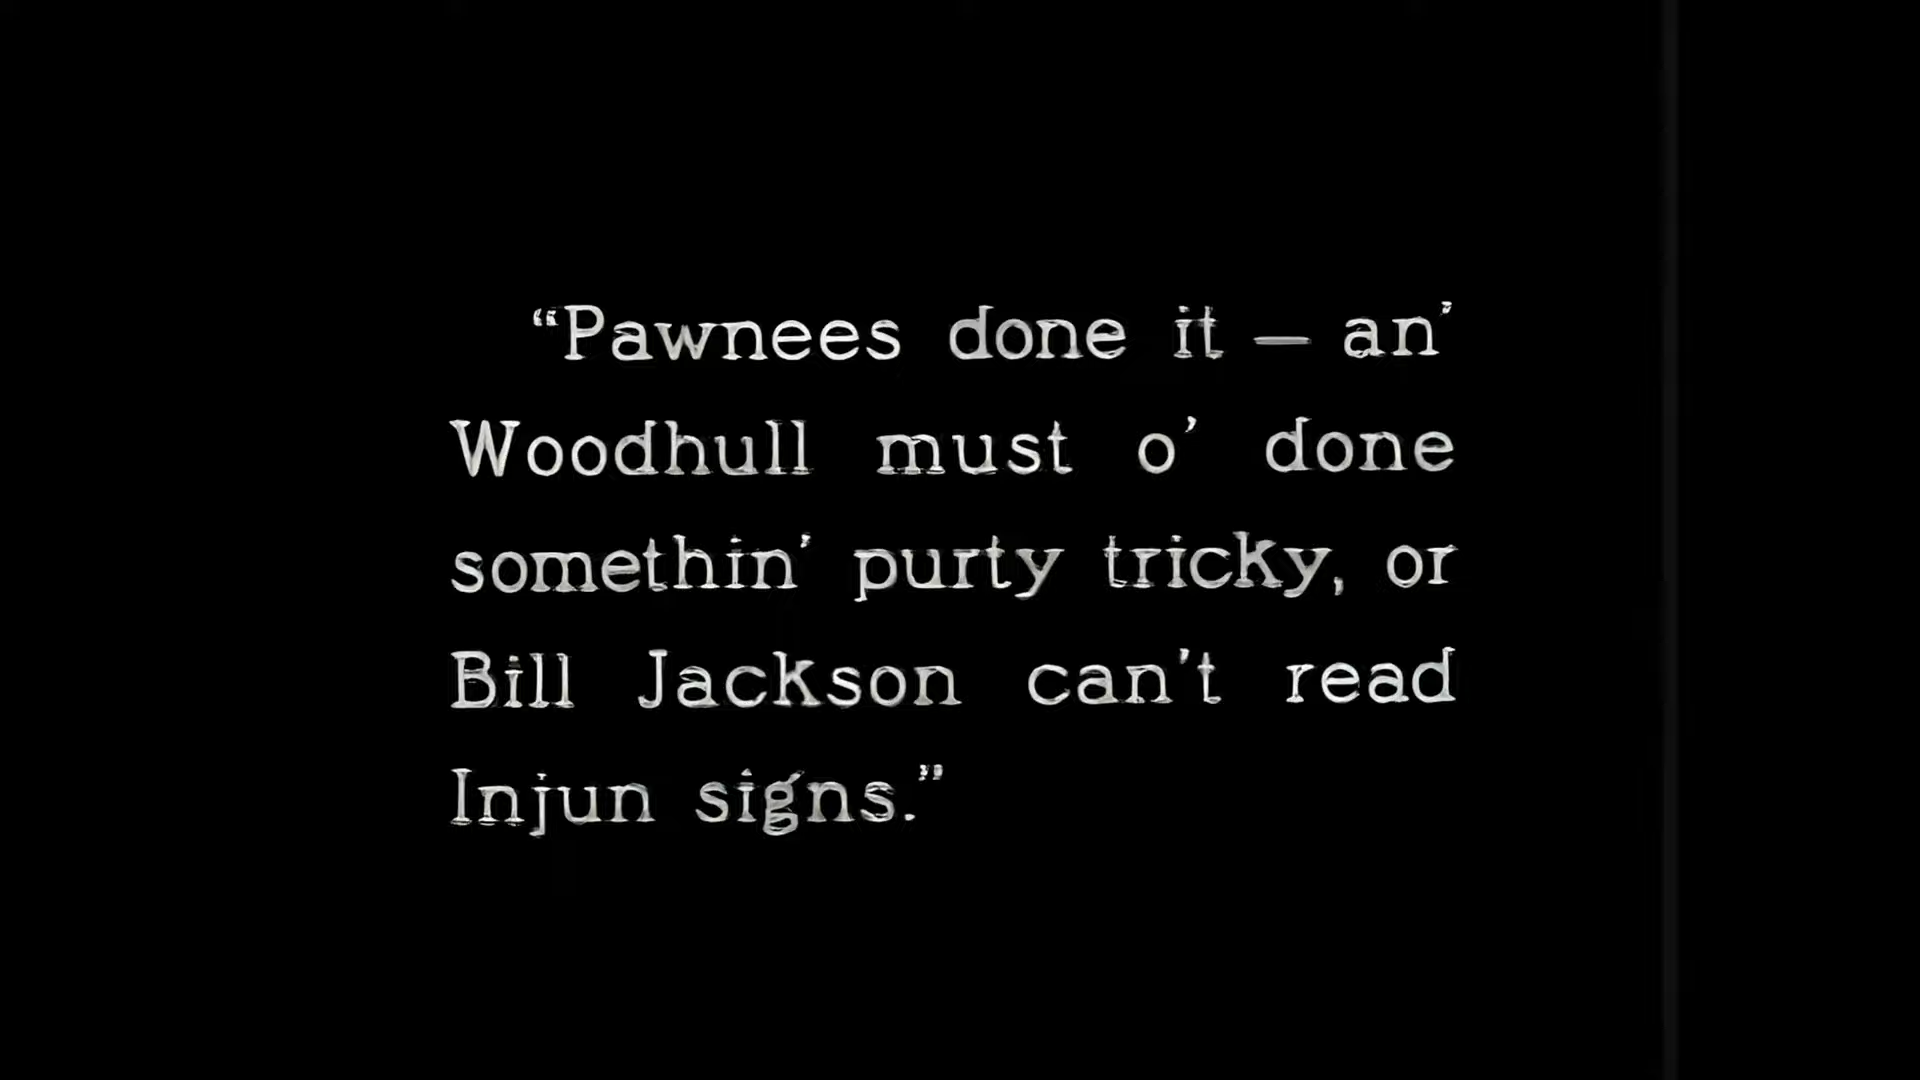 “Pawnees done it — an’
Woodhull must o’ done
somethin’ purty tricky, or
Bill Jackson can’t read
Injun signs.”